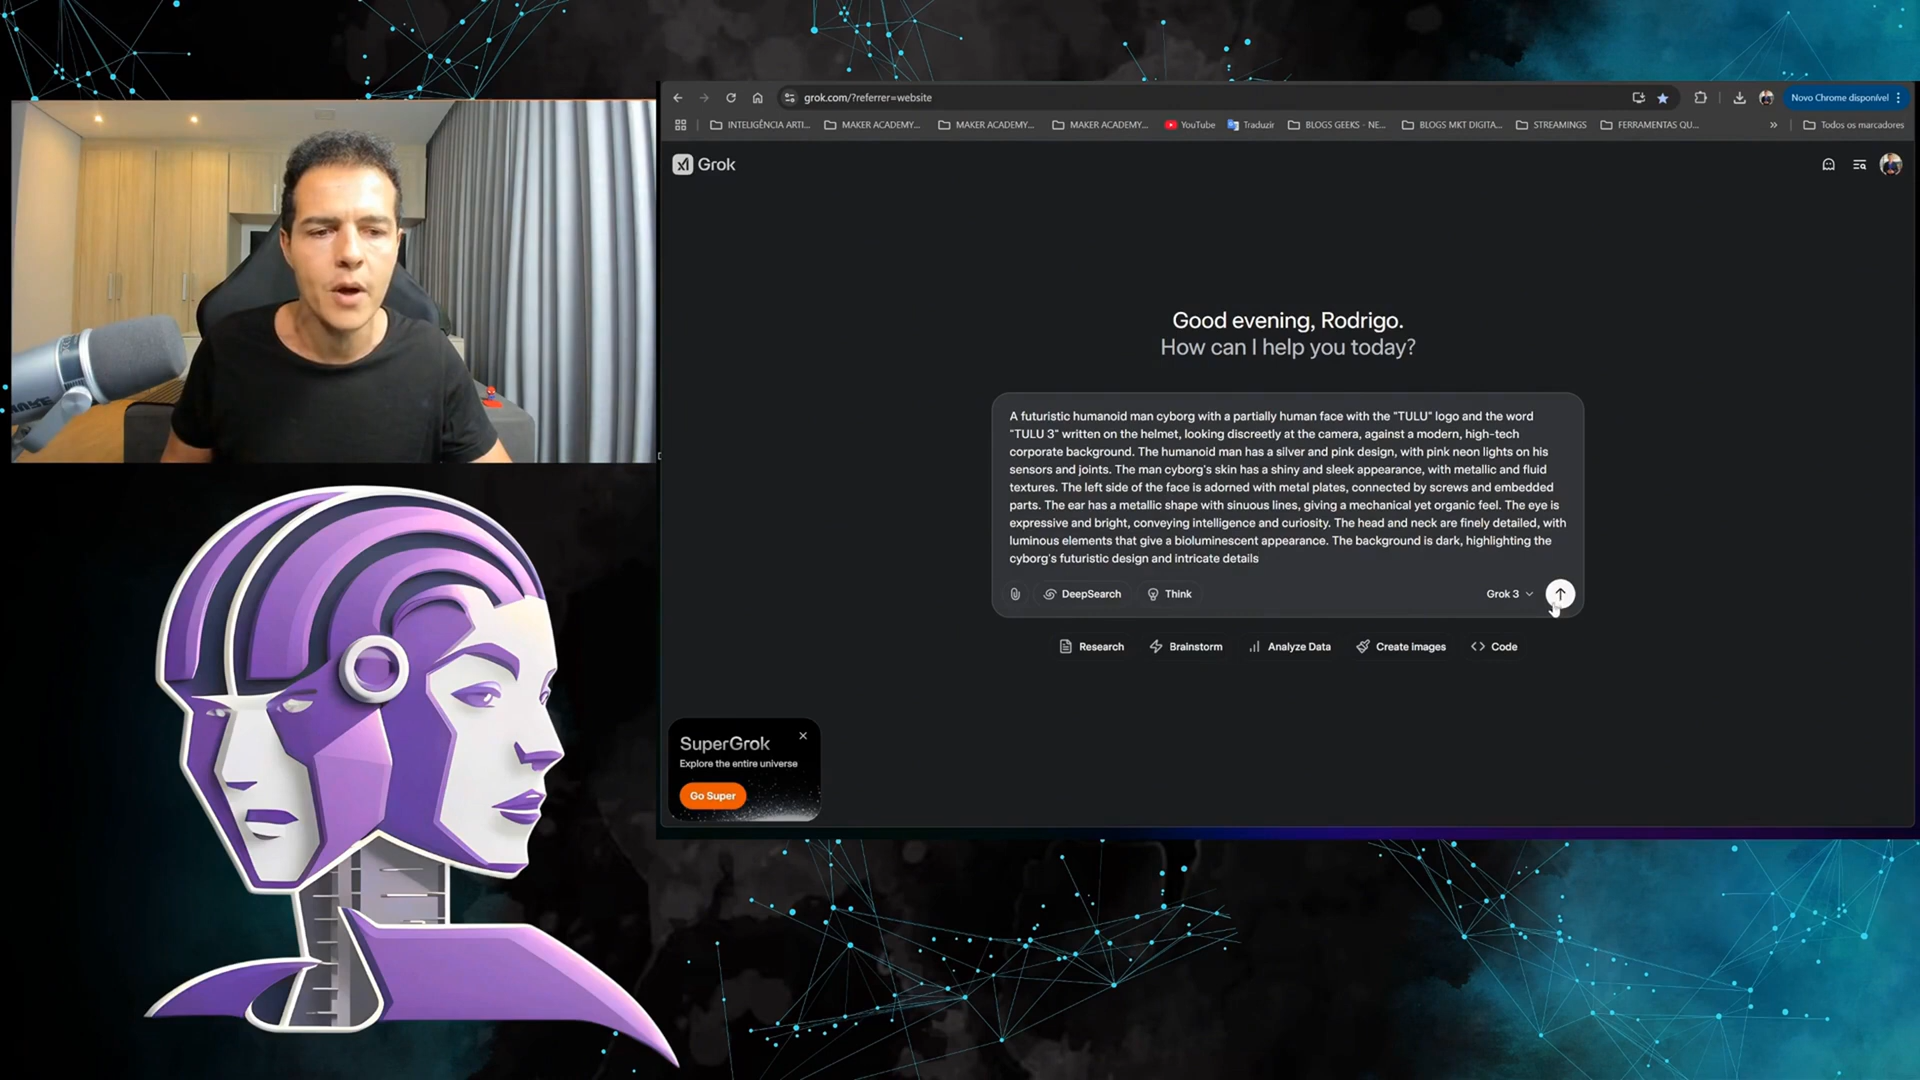 grok.com/?referrer=website
Novo Chrome disponível
INTELIGÊNCIA ARTI...
MAKER ACADEMY...
MAKER ACADEMY...
MAKER ACADEMY...
YouTube
Traduzir
BLOGS GEEKS - NE...
BLOGS MKT DIGITA...
STREAMINGS
FERRAMENTAS QU...
»
Todos os marcadores
Grok
Good evening, Rodrigo.
How can I help you today?
A futuristic humanoid man cyborg with a partially human face with the "TULU" logo and the word
"TULU 3" written on the helmet, looking discreetly at the camera, against a modern, high-tech
corporate background. The humanoid man has a silver and pink design, with pink neon lights on his
sensors and joints. The man cyborg's skin has a shiny and sleek appearance, with metallic and fluid
textures. The left side of the face is adorned with metal plates, connected by screws and embedded
parts. The ear has a metallic shape with sinuous lines, giving a mechanical yet organic feel. The eye is
expressive and bright, conveying intelligence and curiosity. The head and neck are finely detailed, with
luminous elements that give a bioluminescent appearance. The background is dark, highlighting the
cyborg's futuristic design and intricate details
DeepSearch
Think
Grok 3
Research
Brainstorm
Analyze Data
Create images
Code
SuperGrok
Explore the entire universe
Go Super